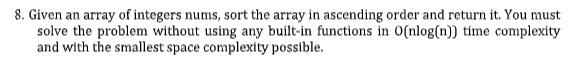 8. Given an array of integers nums, sort the array in ascending order and return it. You must
solve the problem without using any built-in functions in O(nlog(n)) time complexity
and with the smallest space complexity possible.